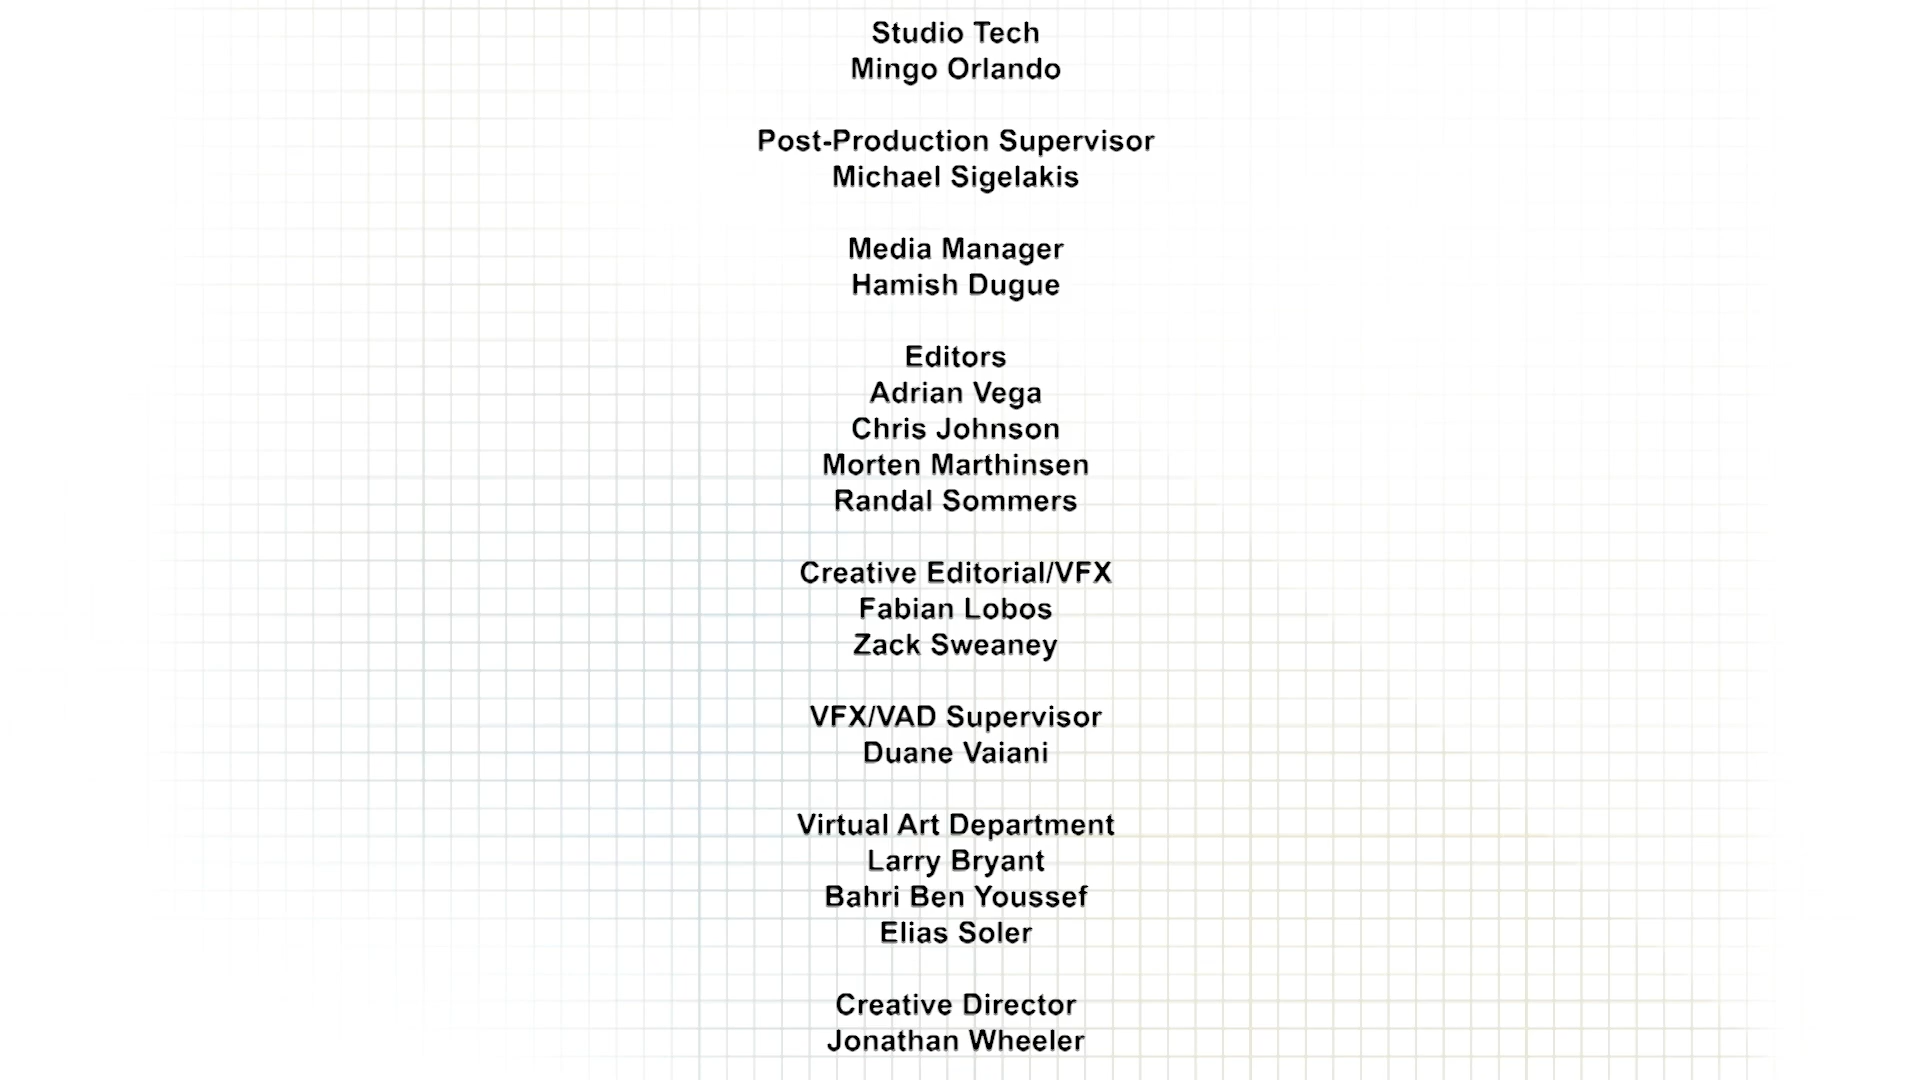 Studio Tech
Mingo Orlando
Post-Production Supervisor
Michael Sigelakis
Media Manager
Hamish Dugue
Editors
Adrian Vega
Chris Johnson
Morten Marthinsen
Randal Sommers
Creative Editorial/VFX
Fabian Lobos
Zack Sweaney
VFX/VAD Supervisor
Duane Vaiani
Virtual Art Department
Larry Bryant
Bahri Ben Youssef
Elias Soler
Creative Director
Jonathan Wheeler